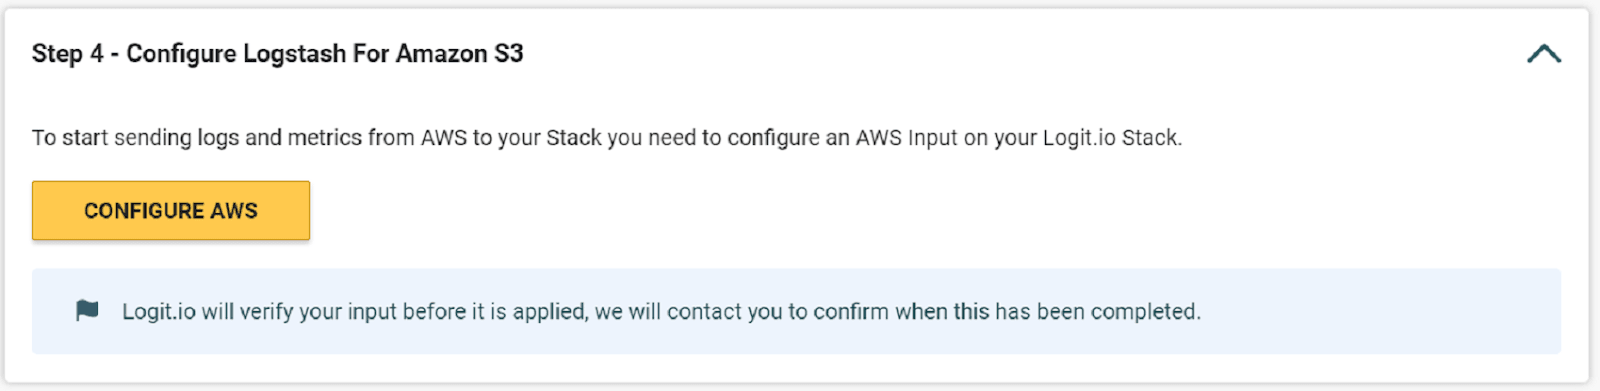 Step 4 - Configure Logstash For Amazon S3
To start sending logs and metrics from AWS to your Stack you need to configure an AWS Input on your Logit.io Stack.
CONFIGURE AWS
Logit.io will verify your input before it is applied, we will contact you to confirm when this has been completed.